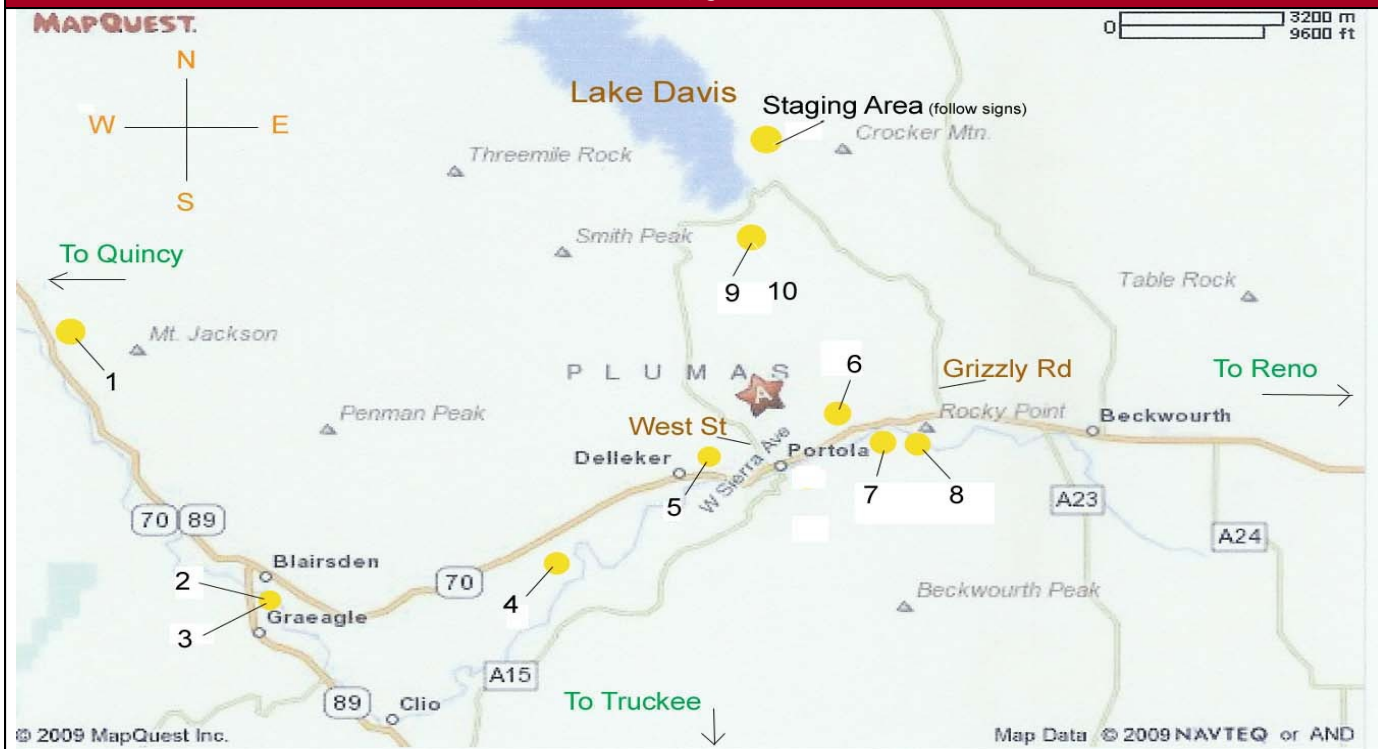 MAPQUEST.
0
3200 m
9600 ft
N
W
E
S
Lake Davis
Staging Area (follow signs)
Crocker Mtn.
Threemile Rock
Smith Peak
To Quincy
9 10
Table Rock
Mt. Jackson
1
P L U M A S
A
6
Grizzly Rd
To Reno
Penman Peak
West St
Rocky Point
Beckwourth
Delleker
W Sierra Ave
Portola
5
7
8
A23
70 89
A24
Blairsden
2
70
4
Beckwourth Peak
Graeagle
3
A15
89
Clio
To Truckee
© 2009 MapQuest Inc.
Map Data © 2009 NAVTEQ or AND